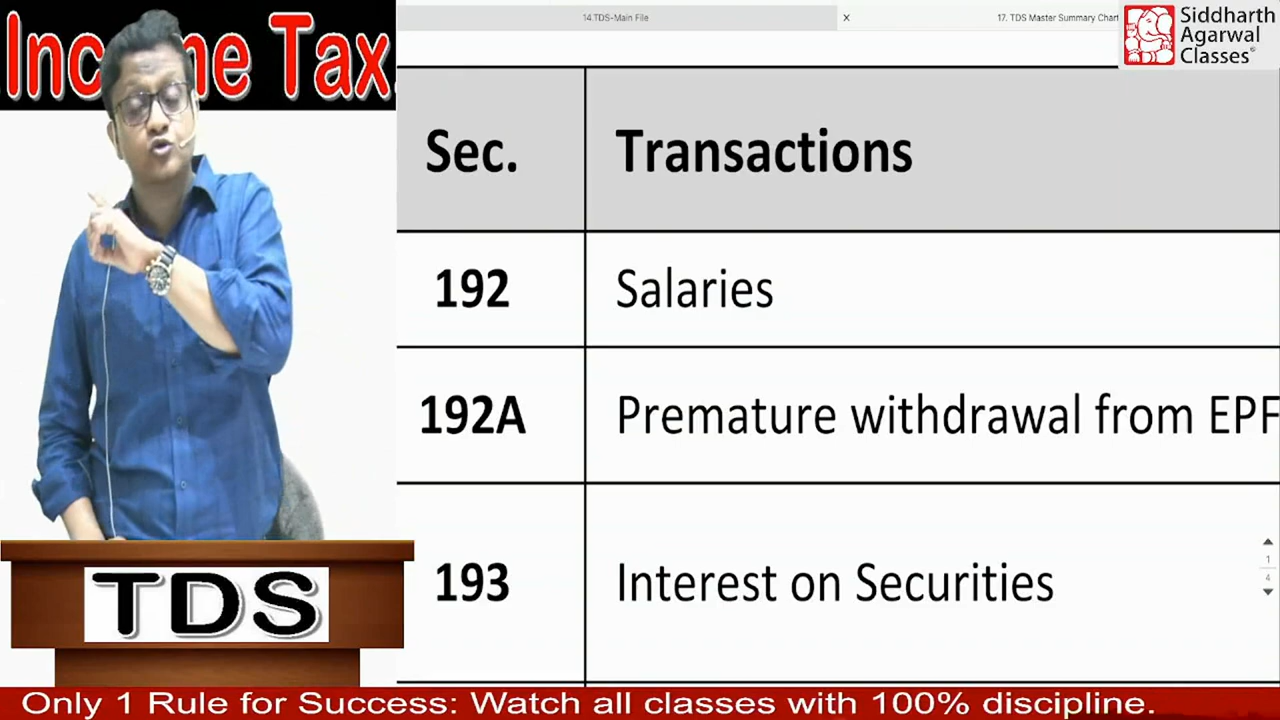 Income Tax
14.TDS-Main File
17. TDS Master Summary Chart
Siddharth
Agarwal
Classes®
Sec.
Transactions
192
Salaries
192A
Premature withdrawal from EPF
193
Interest on Securities
1
4
TDS
Only 1 Rule for Success: Watch all classes with 100% discipline.